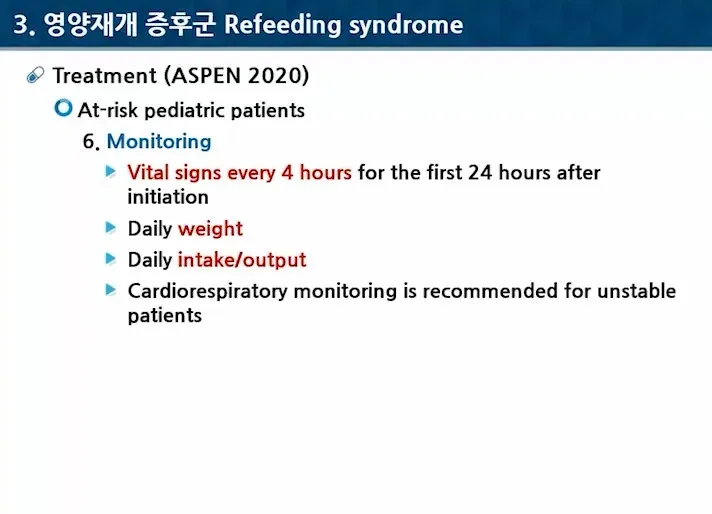 3. 영양재개 증후군 Refeeding syndrome
Treatment (ASPEN 2020)
At-risk pediatric patients
6. Monitoring
Vital signs every 4 hours for the first 24 hours after
initiation
Daily weight
Daily intake/output
Cardiorespiratory monitoring is recommended for unstable
patients